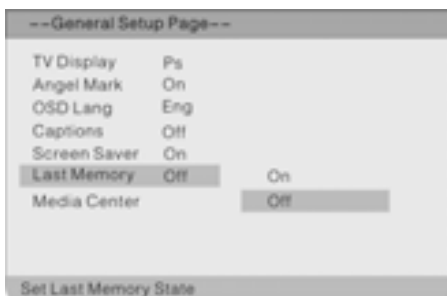 --General Setup Page--
TV Display Ps
Angel Mark On
OSD Lang Eng
Captions Off
Screen Saver On
Last Memory Off On
Media Center Off
Set Last Memory State